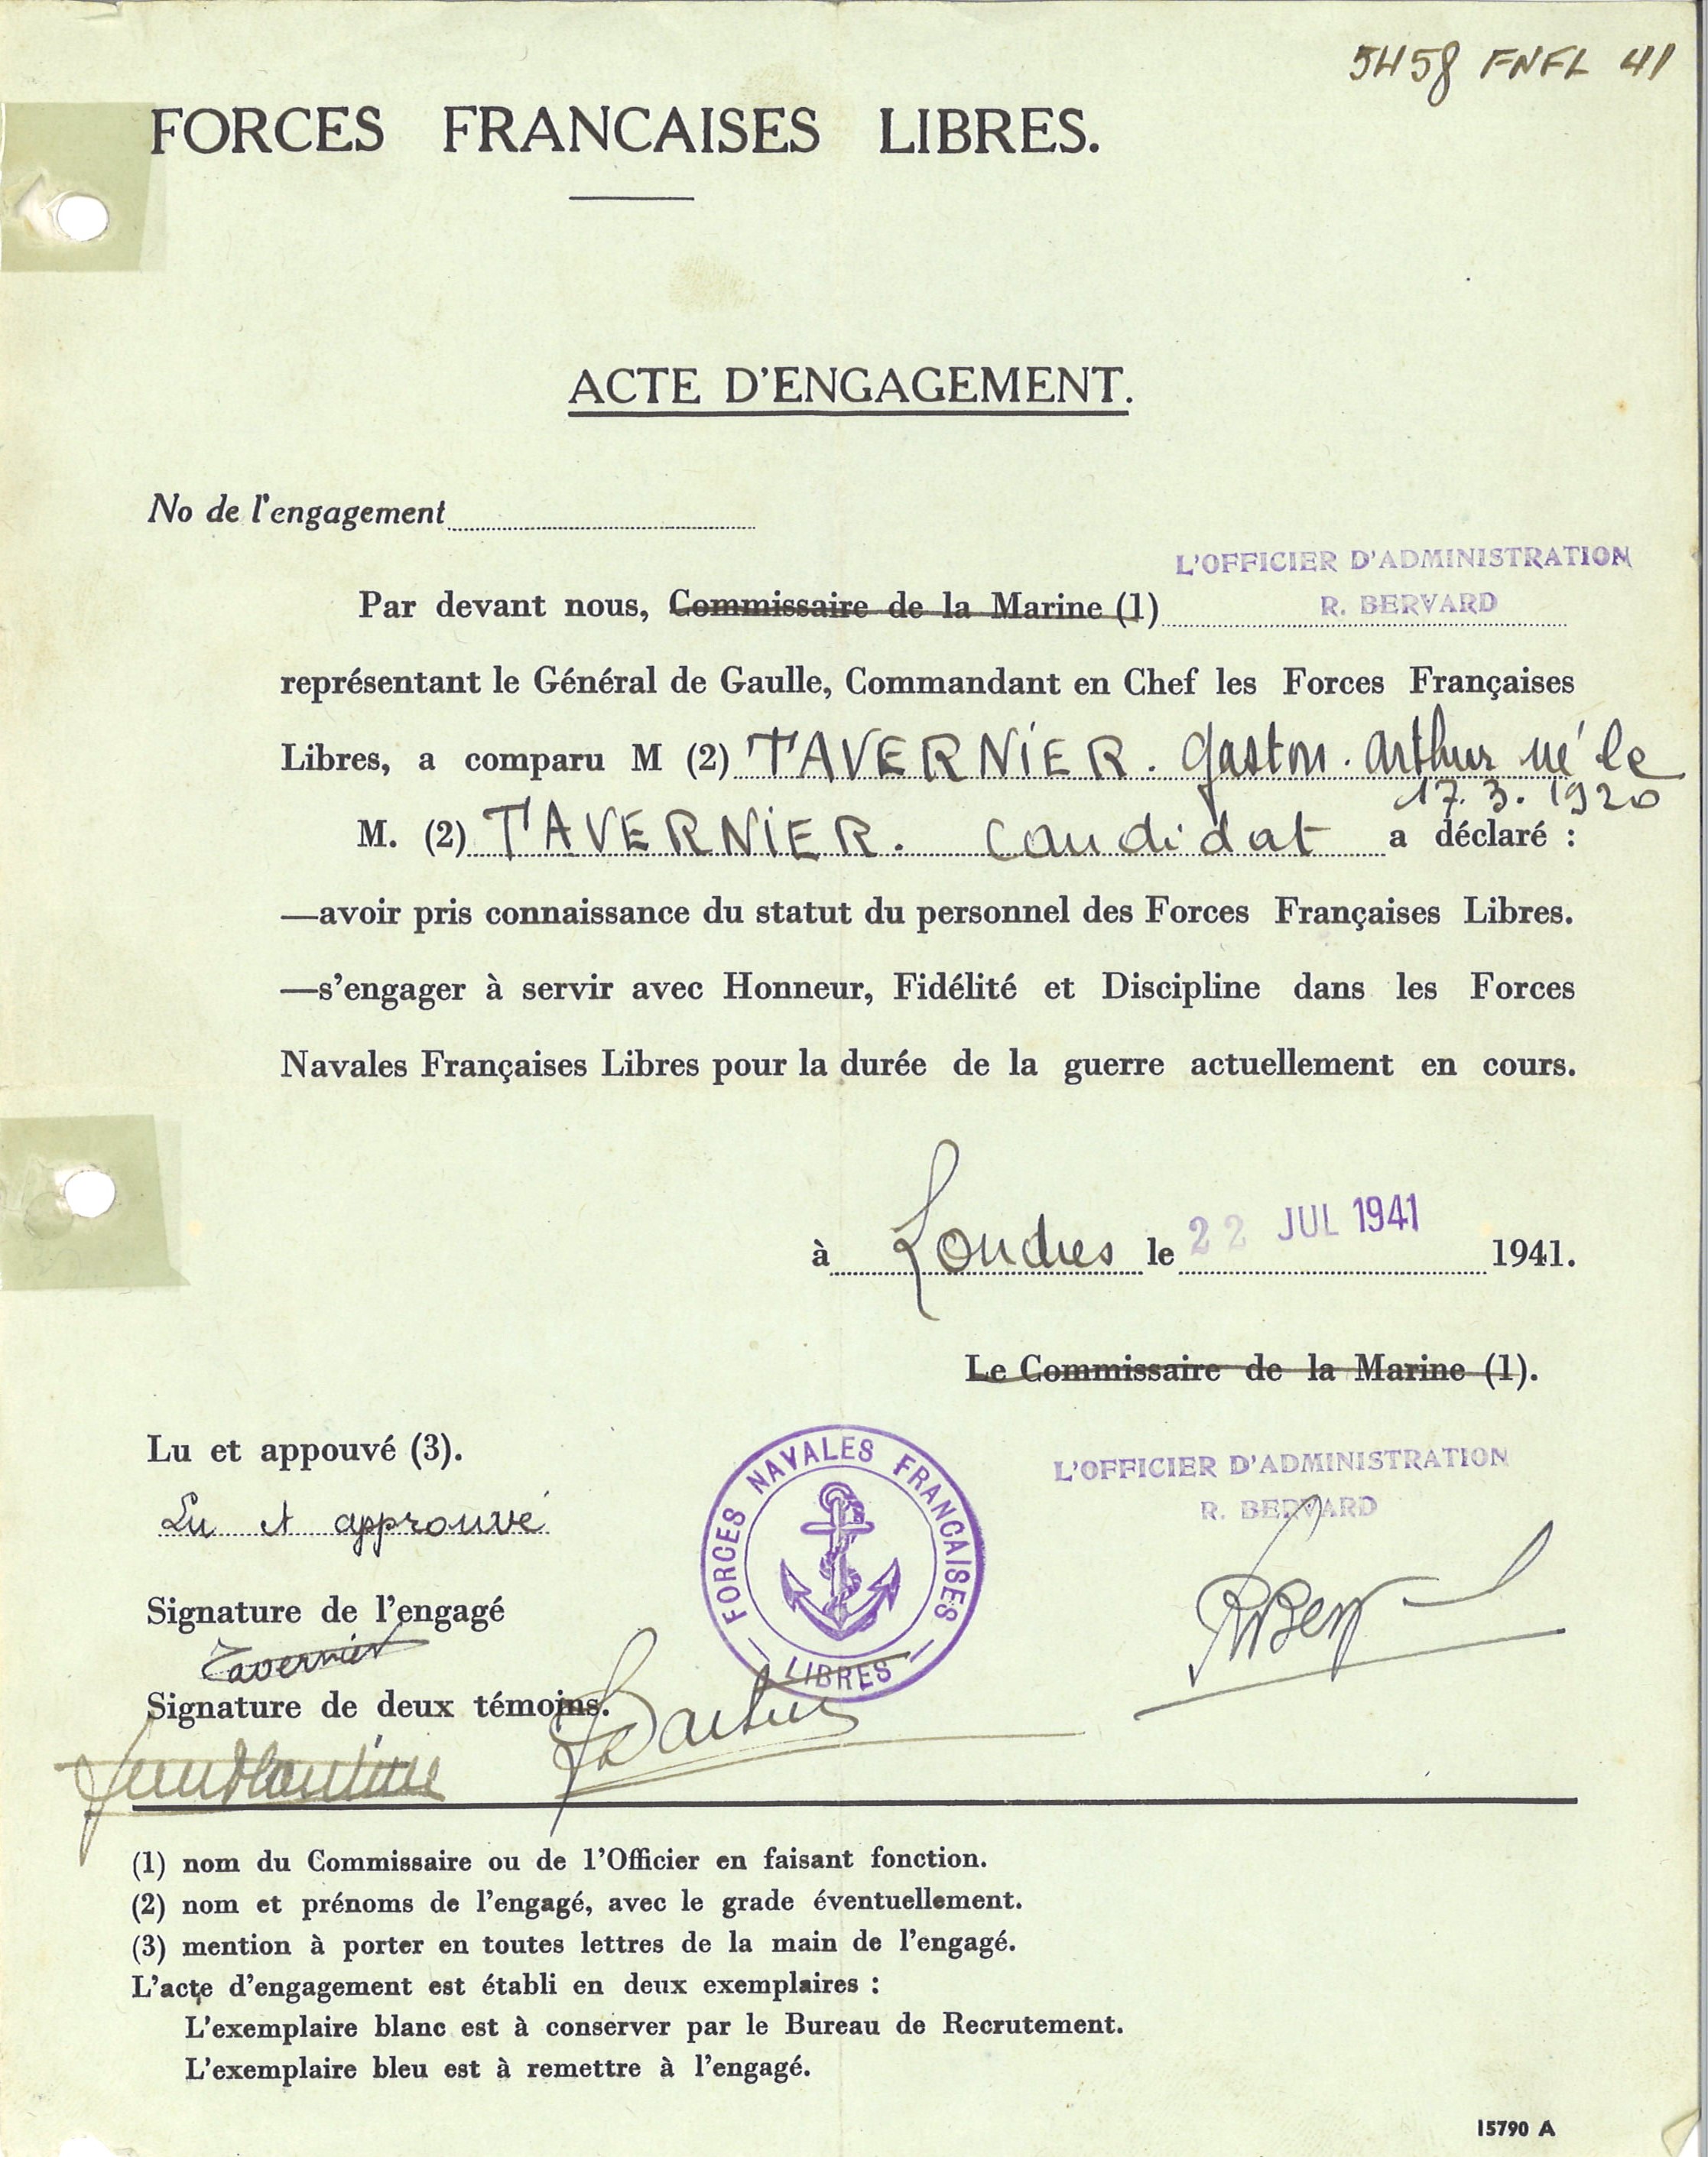 5458 FNFL 41
FORCES FRANCAISES LIBRES.
ACTE D'ENGAGEMENT.
No de l'engagement
L'OFFICIER D'ADMINISTRATION
Par devant nous, Commissaire de la Marine (1) R. BERVARD
représentant le Général de Gaulle, Commandant en Chef les Forces Françaises
Libres, a comparu M (2) TAVERNIER. Gaston. Arthur né le
17. 3. 1920
M. (2) TAVERNIER. Candidat a déclaré :
—avoir pris connaissance du statut du personnel des Forces Françaises Libres.
—s'engager à servir avec Honneur, Fidélité et Discipline dans les Forces
Navales Françaises Libres pour la durée de la guerre actuellement en cours.
à Londres le 22 JUL 1941 1941.
Le Commissaire de la Marine (1).
Lu et appouvé (3).
L'OFFICIER D'ADMINISTRATION
R. BERVARD
Lu et approuvé
FORCES NAVALES FRANCAISES
— LIBRES —
Signature de l'engagé
Tavernier
Signature de deux témoins.
(1) nom du Commissaire ou de l'Officier en faisant fonction.
(2) nom et prénoms de l'engagé, avec le grade éventuellement.
(3) mention à porter en toutes lettres de la main de l'engagé.
L'acte d'engagement est établi en deux exemplaires :
L'exemplaire blanc est à conserver par le Bureau de Recrutement.
L'exemplaire bleu est à remettre à l'engagé.
15790 A